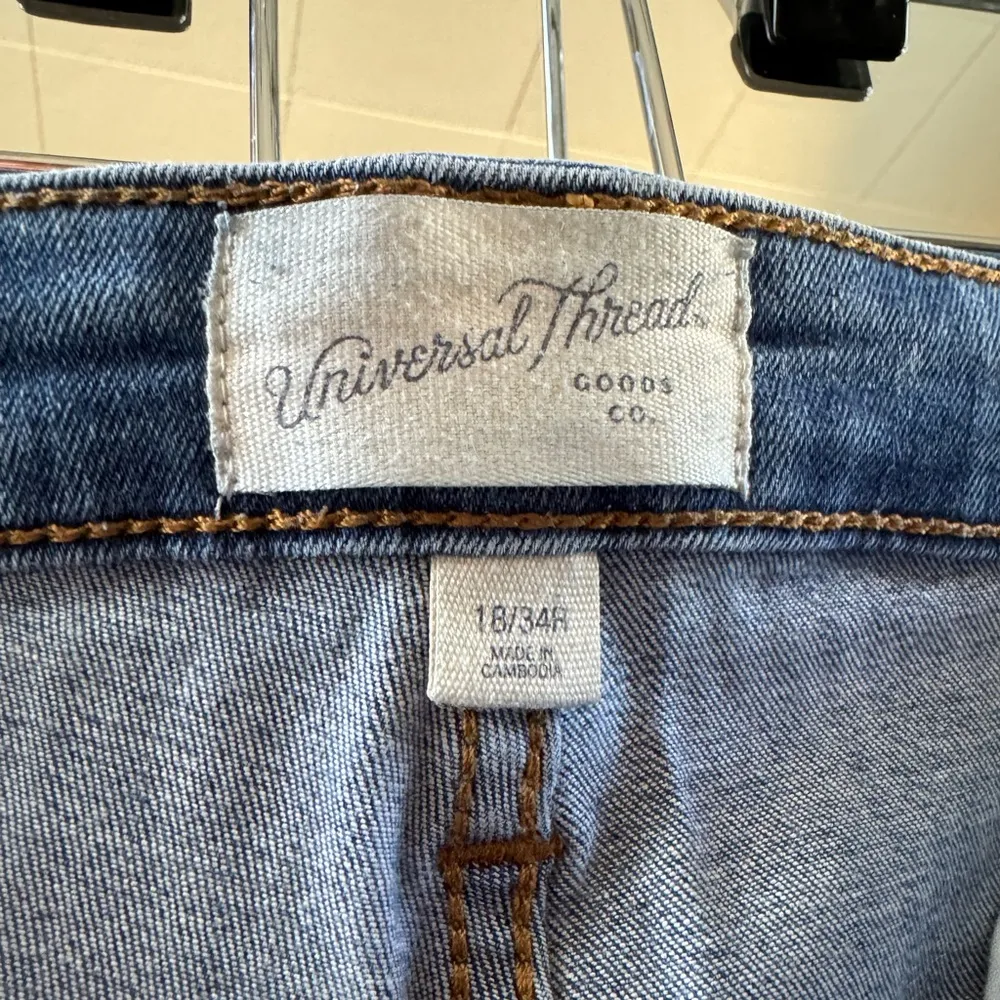 Universal Thread
GOODS
CO.
18/34R
MADE IN
CAMBODIA